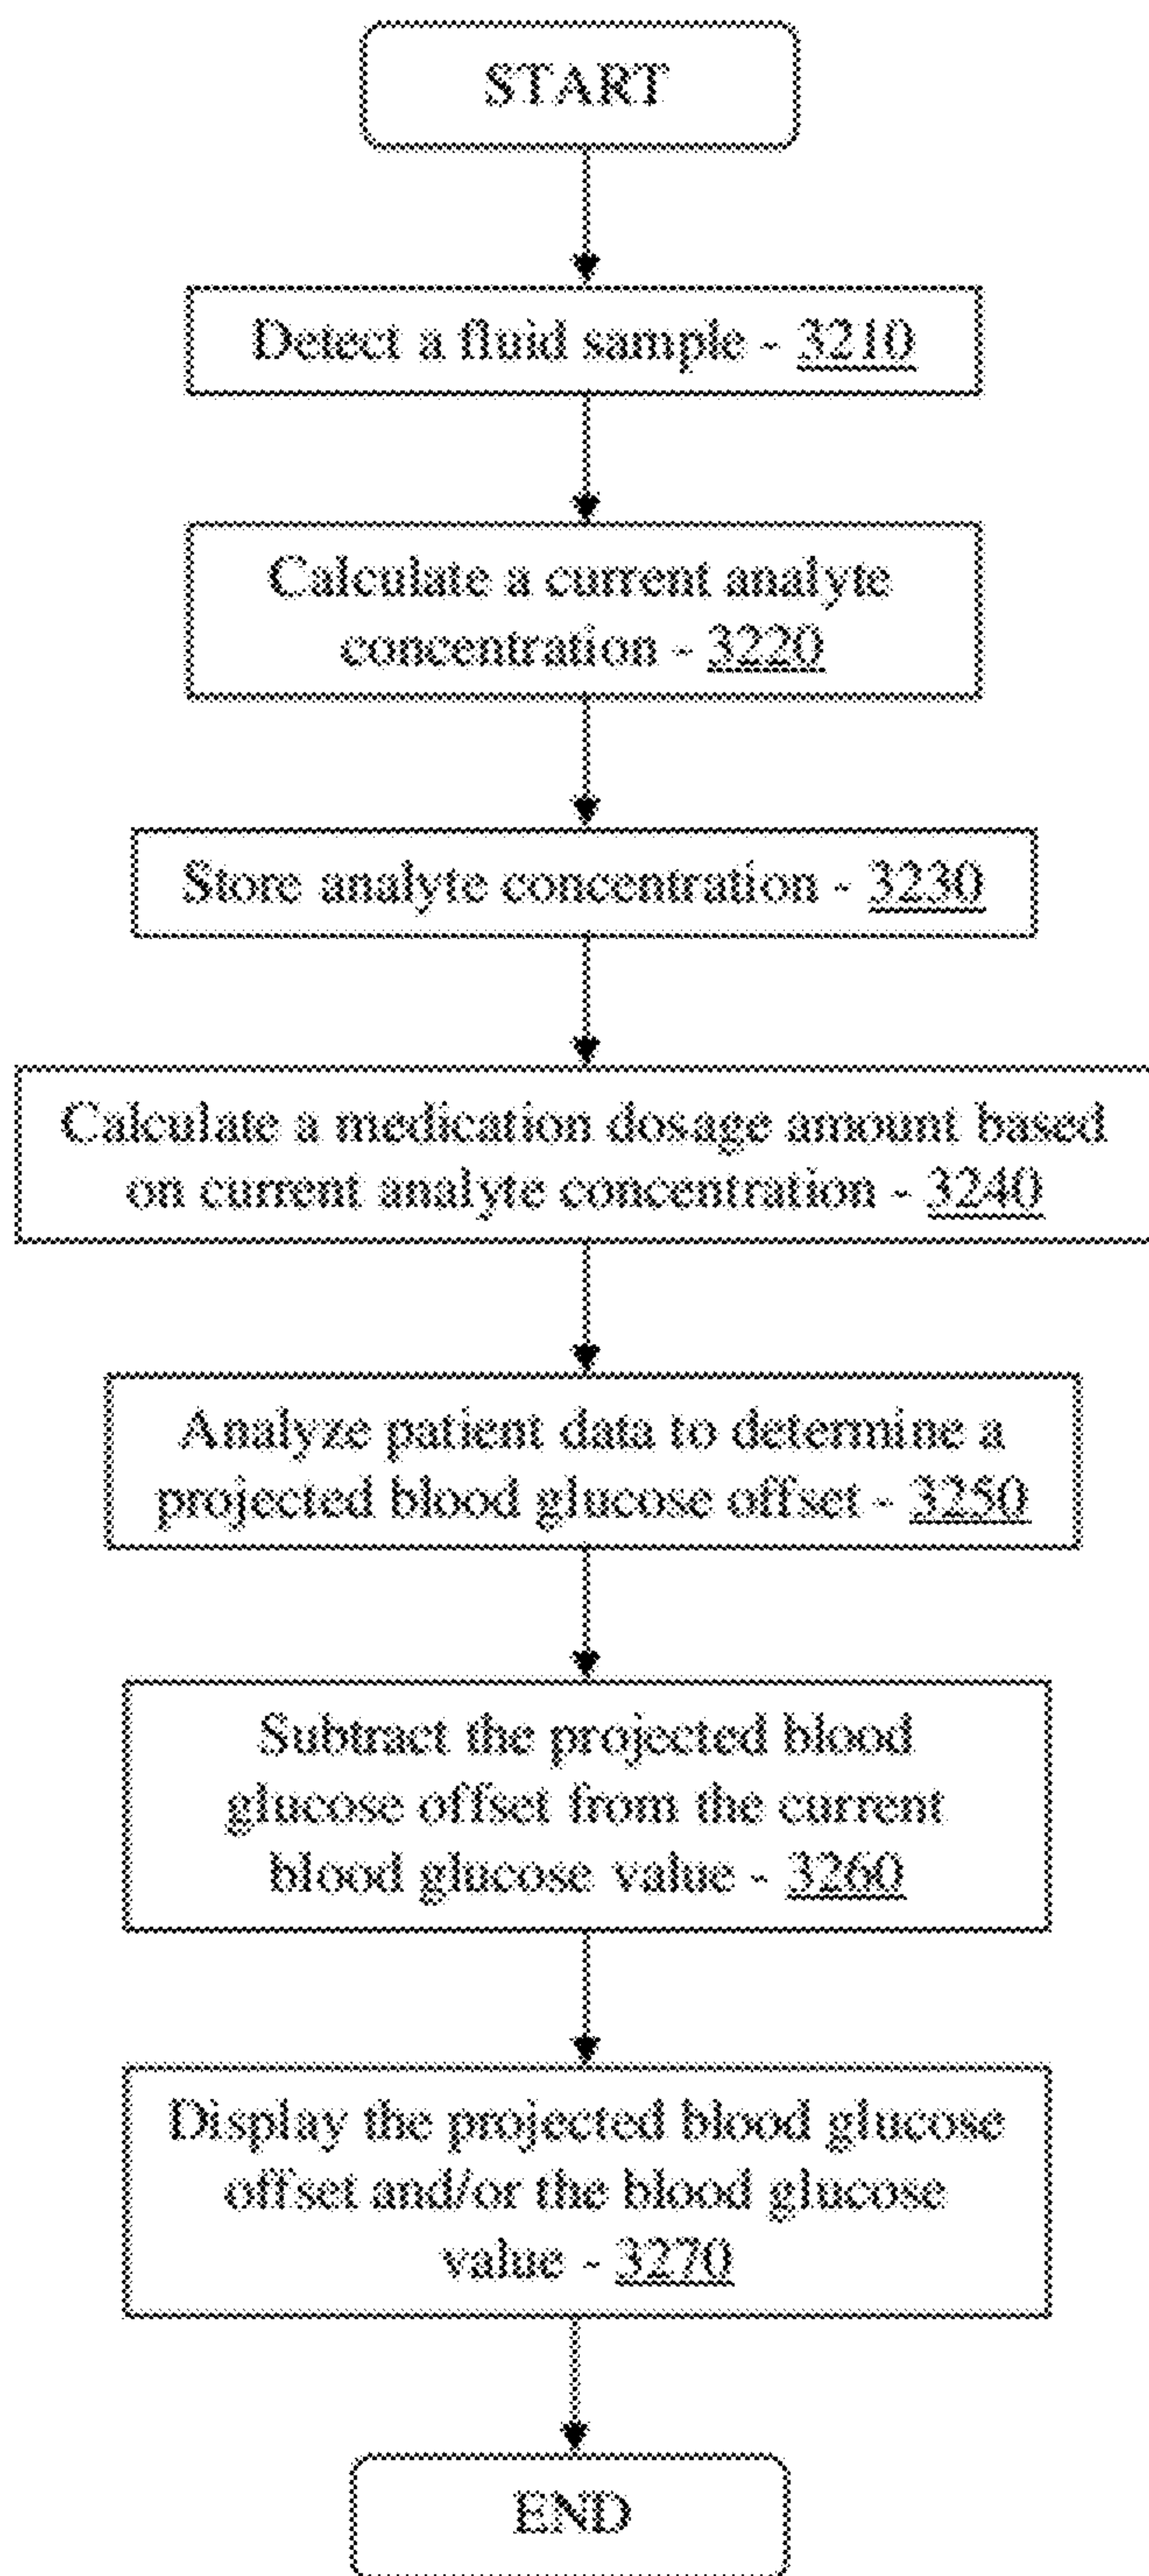 START
Detect a fluid sample - 3210
Calculate a current analyte
concentration - 3220
Store analyte concentration - 3230
Calculate a medication dosage amount based
on current analyte concentration - 3240
Analyze patient data to determine a
projected blood glucose offset - 3250
Subtract the projected blood
glucose offset from the current
blood glucose value - 3260
Display the projected blood glucose
offset and/or the blood glucose
value - 3270
END